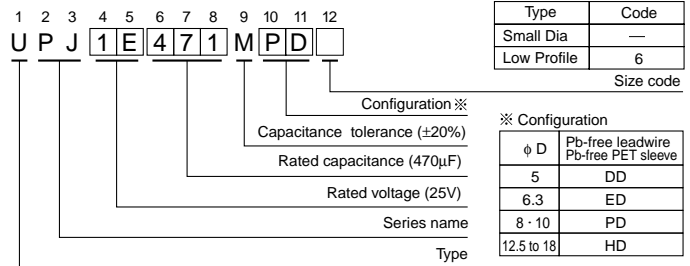 1 2 3 4 5 6 7 8 9 10 11 12
U P J 1 E 4 7 1 M P D
Type Code
Small Dia —
Low Profile 6
Size code
Configuration ※
Capacitance tolerance (±20%)
Rated capacitance (470μF)
Rated voltage (25V)
Series name
Type
※ Configuration
ϕ D Pb-free leadwire
Pb-free PET sleeve
5 DD
6.3 ED
8 · 10 PD
12.5 to 18 HD